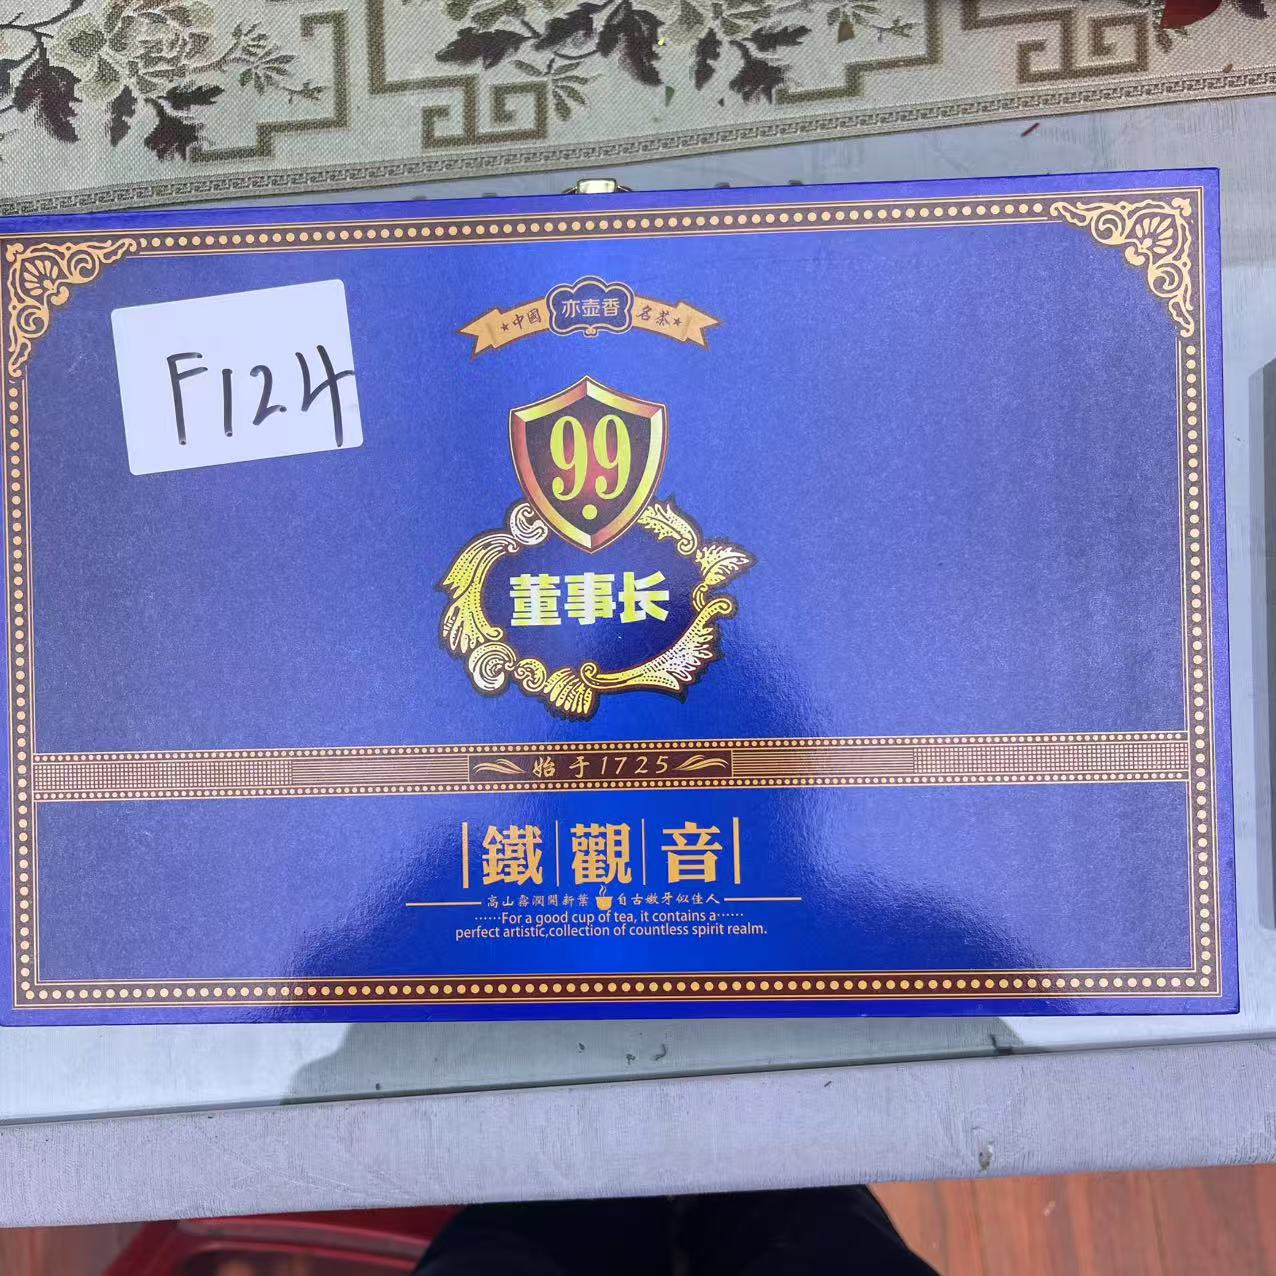 F124
★中國 亦壶香 名茶★
99
董事长
始于1725
鐵觀音
高山霧潤開新葉 自古嫩牙似佳人
······For a good cup of tea, it contains a······
perfect artistic,collection of countless spirit realm.